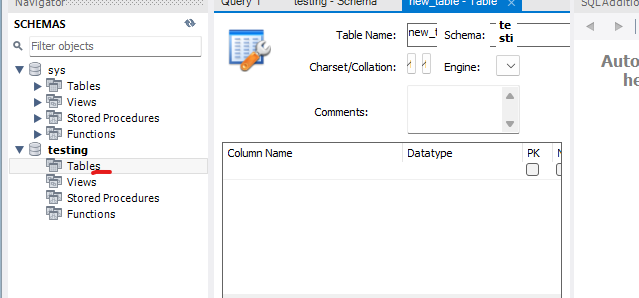 Navigator
SCHEMAS
Filter objects
sys
Tables
Views
Stored Procedures
Functions
testing
Tables
Views
Stored Procedures
Functions
Query 1
testing - Schema
new_table - Table
Table Name:
new_t
Schema:
te
sti
Charset/Collation:
Engine:
Comments:
Column Name
Datatype
PK
N
SQLAddition
Auto
he